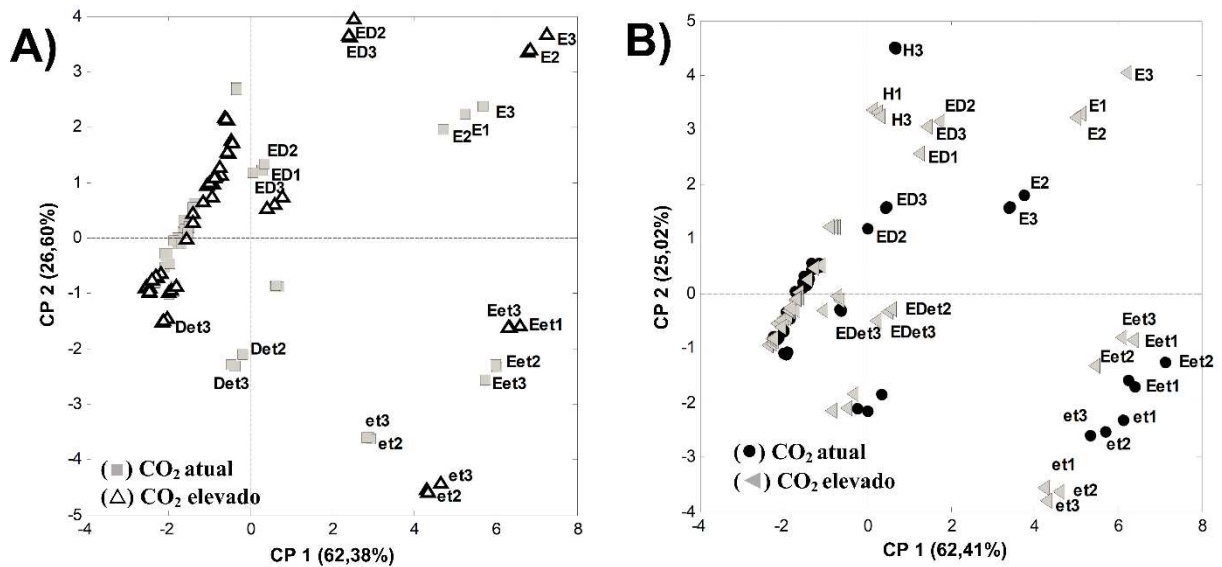 A)
CP 2 (26,60%)
4
3
2
1
0
-1
-2
-3
-4
-5
ED2
ED3
E3
E2
E3
E2 E1
ED2
ED1
ED3
Det3
Det2
Det3
Eet3 Eet1
Eet2
Eet3
et3
et2
et3
et2
( ) CO₂ atual
( ) CO₂ elevado
-4 -2 0 2 4 6 8
CP 1 (62,38%)
B)
CP 2 (25,02%)
5
4
3
2
1
0
-1
-2
-3
-4
H3
E3
H1
H3
ED2
ED3
ED1
E1
E2
ED3
ED2
E2
E3
EDet2
EDet3 EDet3
Eet3
Eet1
Eet2
Eet2
Eet1
et3
et1
et2
et1
et2
et3
( ) CO₂ atual
( ) CO₂ elevado
-4 -2 0 2 4 6 8
CP 1 (62,41%)